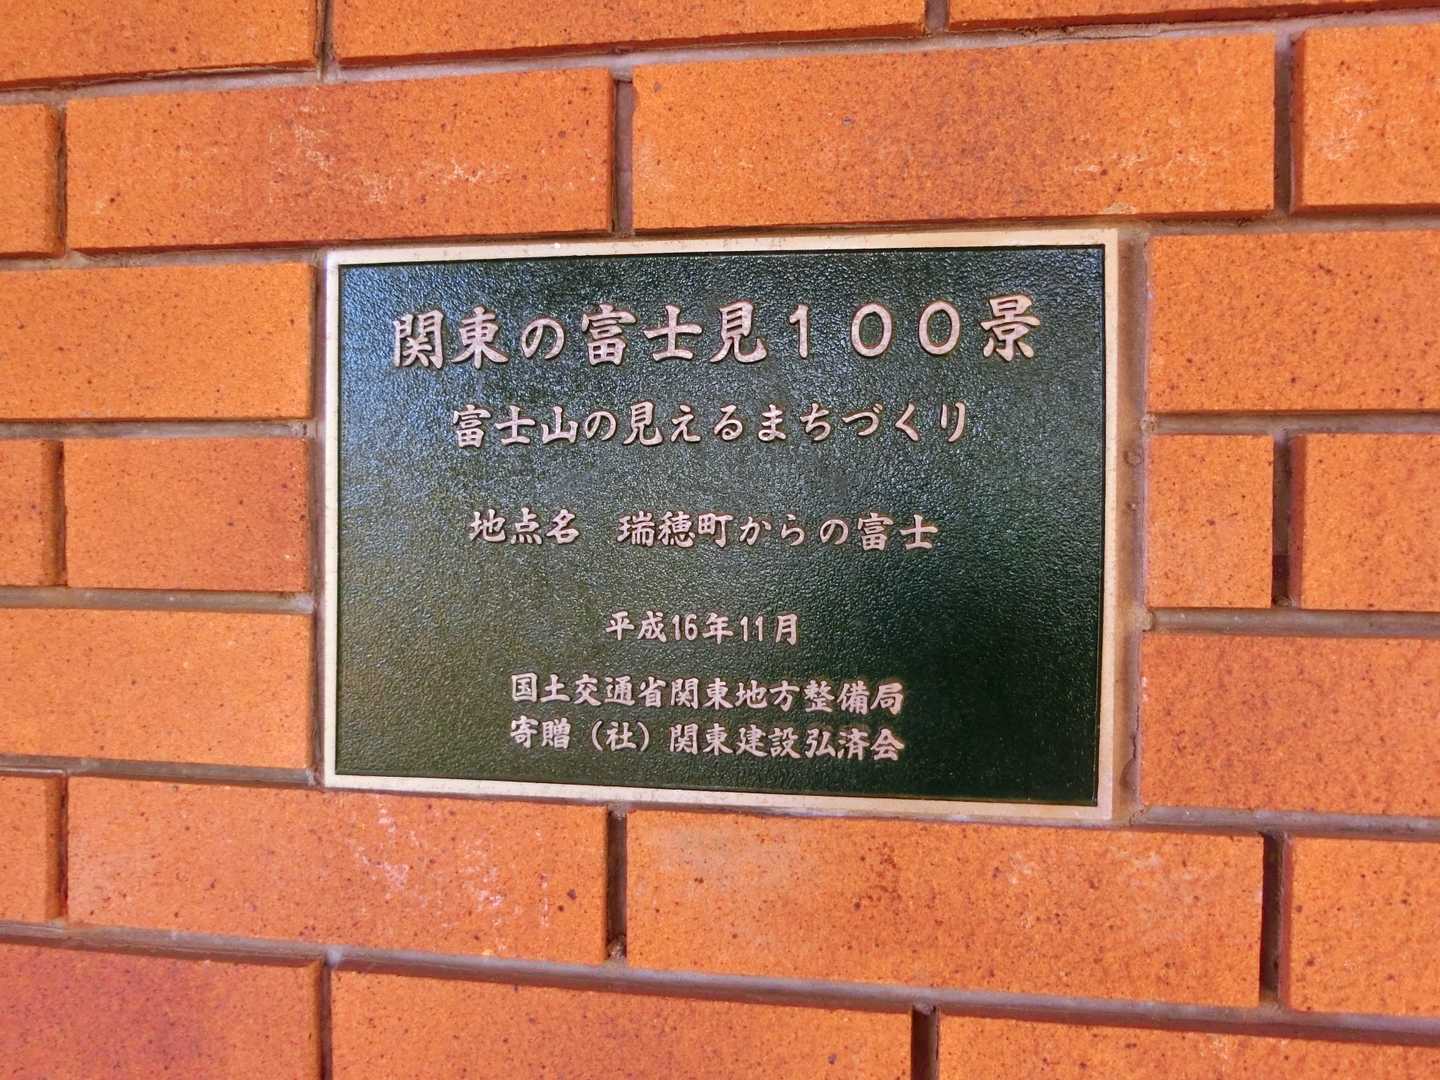 関東の富士見１００景
富士山の見えるまちづくり
地点名　瑞穂町からの富士
平成16年11月
国土交通省関東地方整備局
寄贈（社）関東建設弘済会